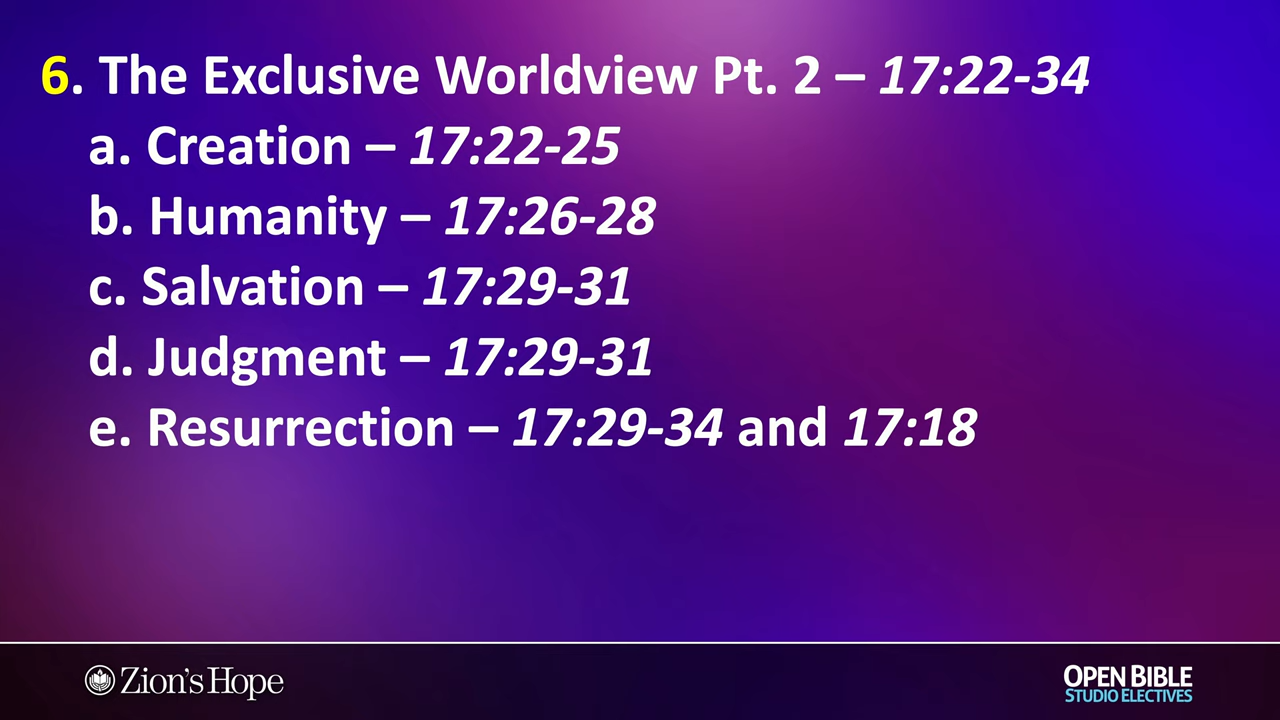 6. The Exclusive Worldview Pt. 2 – 17:22-34
a. Creation – 17:22-25
b. Humanity – 17:26-28
c. Salvation – 17:29-31
d. Judgment – 17:29-31
e. Resurrection – 17:29-34 and 17:18
Zion's Hope
OPEN BIBLE
STUDIO ELECTIVES